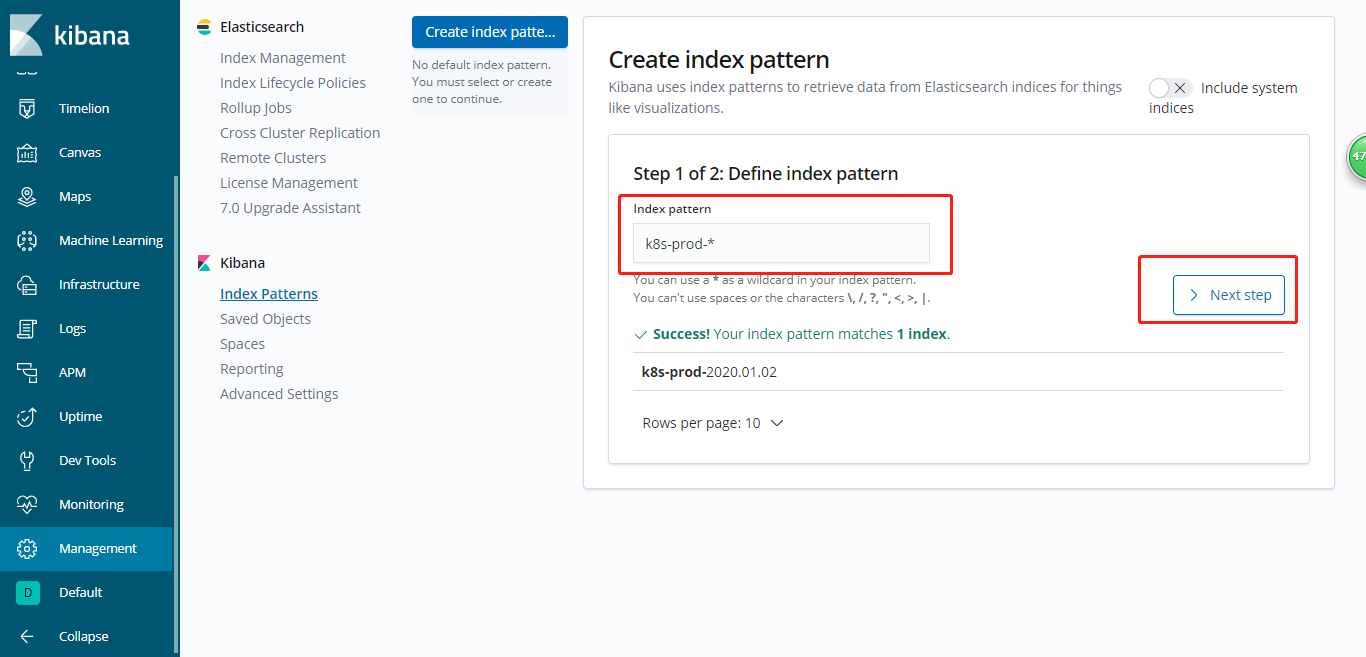 kibana
Timelion
Canvas
Maps
Machine Learning
Infrastructure
Logs
APM
Uptime
Dev Tools
Monitoring
Management
D
Default
Collapse
Elasticsearch
Index Management
Index Lifecycle Policies
Rollup Jobs
Cross Cluster Replication
Remote Clusters
License Management
7.0 Upgrade Assistant
Kibana
Index Patterns
Saved Objects
Spaces
Reporting
Advanced Settings
Create index patte...
No default index pattern.
You must select or create
one to continue.
Create index pattern
Kibana uses index patterns to retrieve data from Elasticsearch indices for things
like visualizations.
Include system
indices
Step 1 of 2: Define index pattern
Index pattern
k8s-prod-*
You can use a * as a wildcard in your index pattern.
You can't use spaces or the characters \, /, ?, ", <, >, |.
Next step
Success! Your index pattern matches 1 index.
k8s-prod-2020.01.02
Rows per page: 10
47